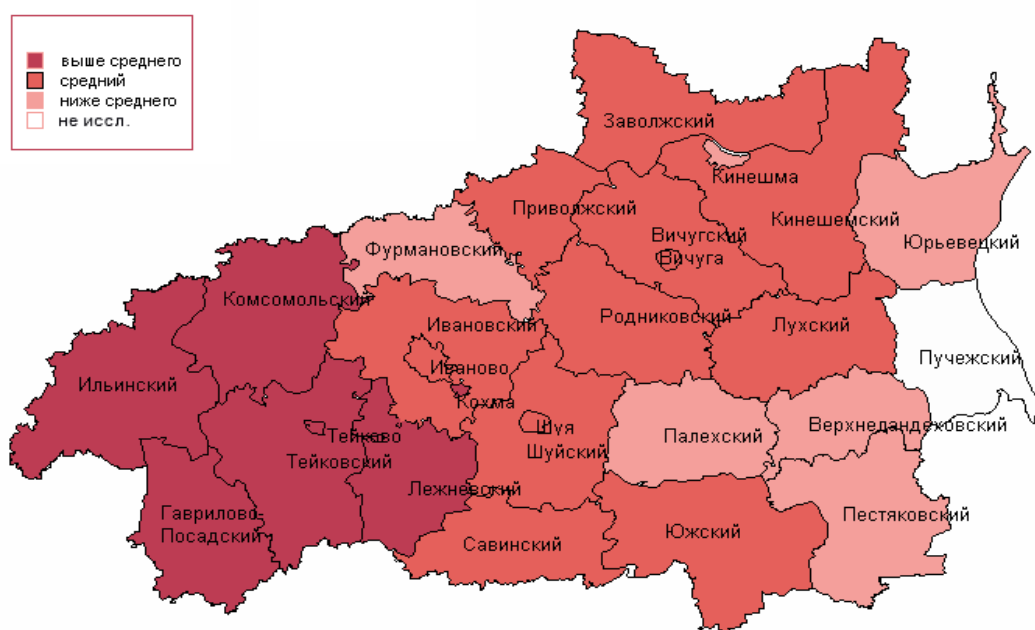 выше среднего
средний
ниже среднего
не иссл.
Заволжский
Кинешма
Приволжский
Кинешемский
Вичугский
Юрьевецкий
Фурмановский
Вичуга
Комсомольский
Ивановский
Родниковский
Лухский
Пучежский
Иваново
Ильинский
Кохма
Шуя
Верхнеландеховский
Тейково
Палехский
Шуйский
Тейковский
Лежневский
Гаврилово-
Посадский
Пестяковский
Южский
Савинский